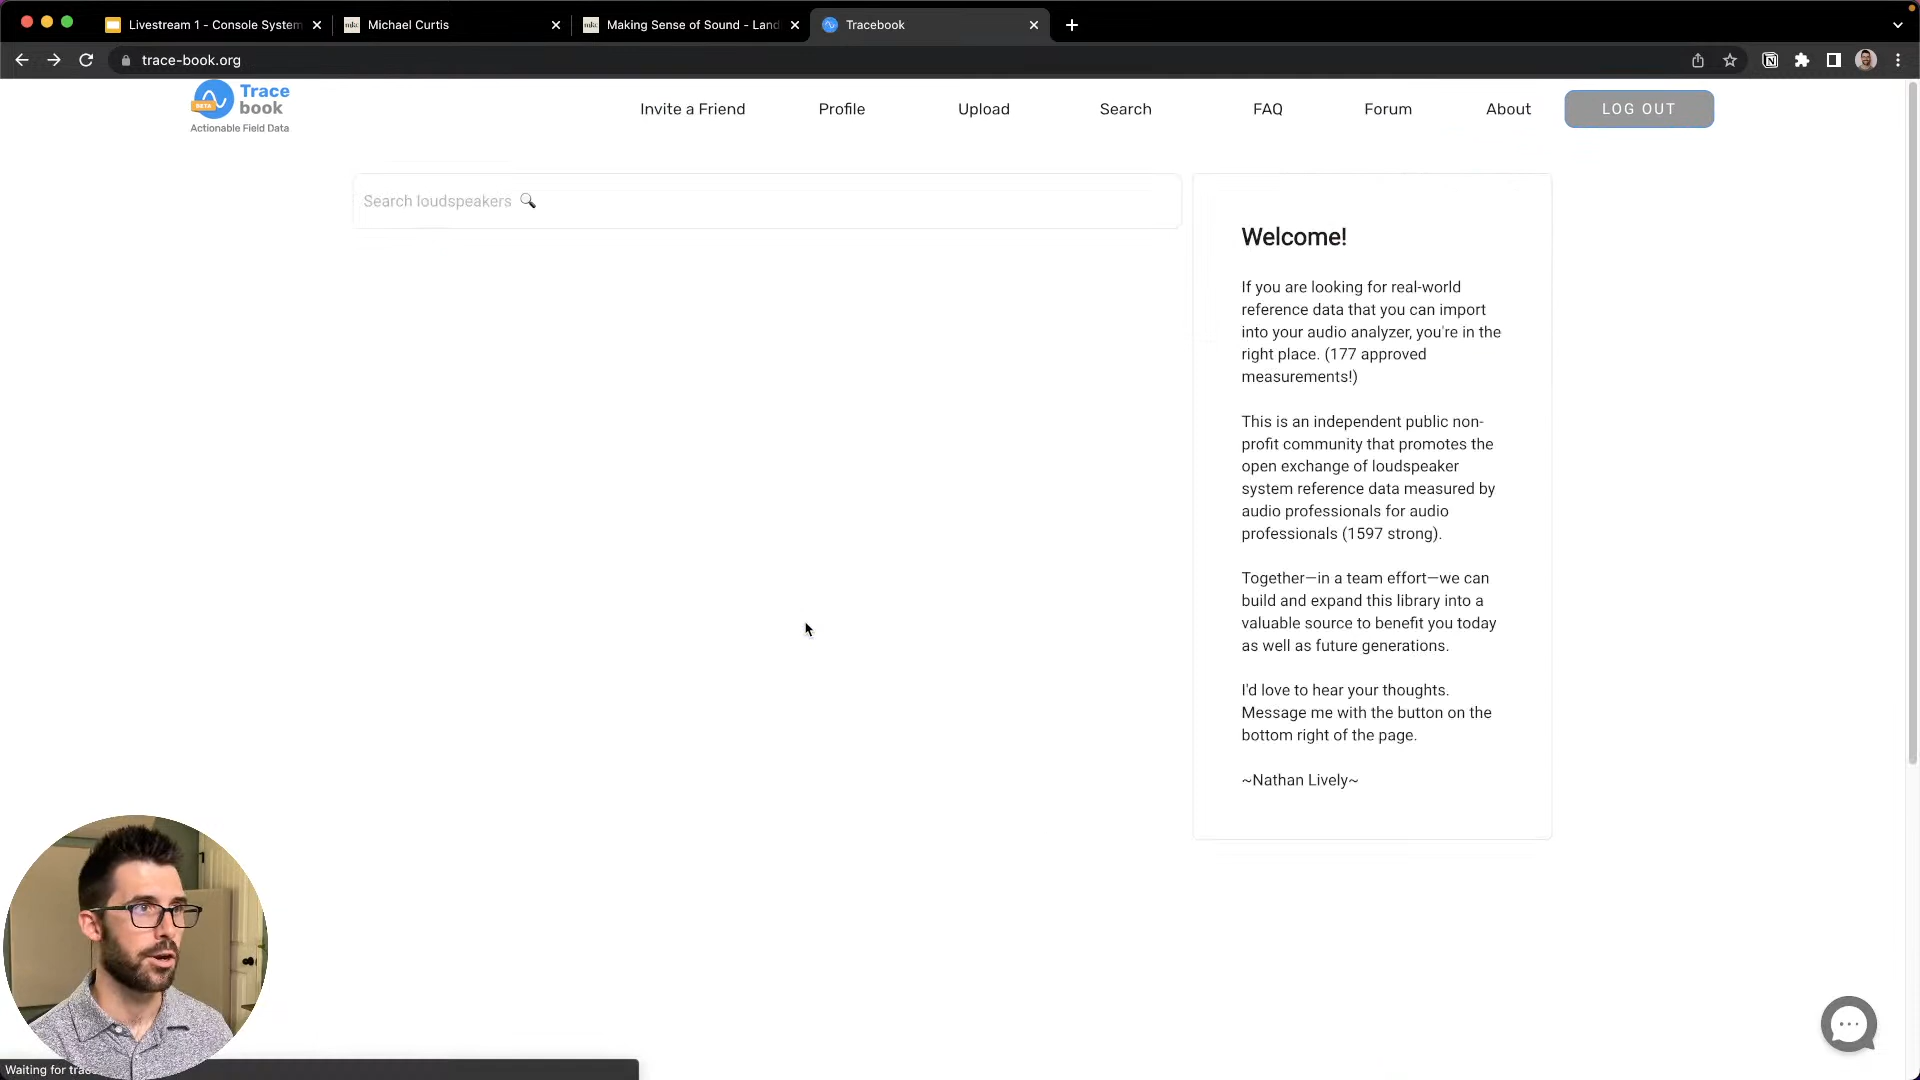 Livestream 1 - Console System
Michael Curtis
Making Sense of Sound - Land
Tracebook
trace-book.org
Trace
book
BETA
Actionable Field Data
Invite a Friend
Profile
Upload
Search
FAQ
Forum
About
LOG OUT
Search loudspeakers 🔍
Welcome!
If you are looking for real-world
reference data that you can import
into your audio analyzer, you're in the
right place. (177 approved
measurements!)
This is an independent public non-
profit community that promotes the
open exchange of loudspeaker
system reference data measured by
audio professionals for audio
professionals (1597 strong).
Together—in a team effort—we can
build and expand this library into a
valuable source to benefit you today
as well as future generations.
I'd love to hear your thoughts.
Message me with the button on the
bottom right of the page.
~Nathan Lively~
Waiting for